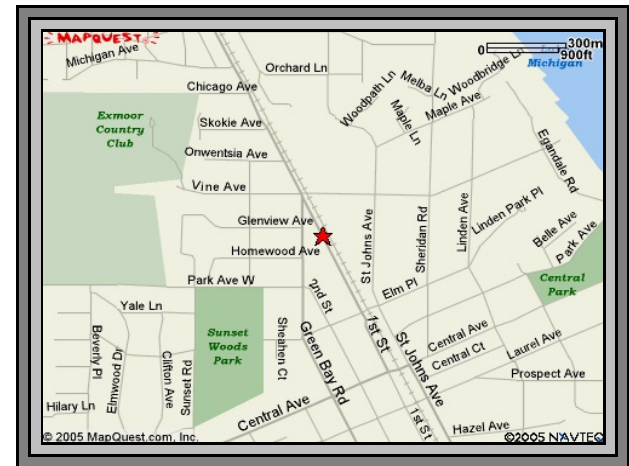 MAPQUEST
Michigan Ave
0
300m
900ft
Michigan
Orchard Ln
Chicago Ave
Woodpath Ln
Melba Ln
Woodbridge Ln
Maple Ln
Maple Ave
Exmoor
Country
Club
Skokie Ave
Onwentsia Ave
Egandale Rd
Vine Ave
Glenview Ave
St Johns Ave
Sheridan Rd
Linden Ave
Linden Park Pl
Belle Ave
Park Ave
Homewood Ave
Park Ave W
Elm Pl
Central
Park
Yale Ln
2nd St
1st St
St Johns Ave
Central Ave
Central Ct
Laurel Ave
Prospect Ave
Beverly Pl
Elmwood Dr
Clifton Ave
Sunset Rd
Sunset
Woods
Park
Sheahen Ct
Green Bay Rd
Hilary Ln
Central Ave
1st St
Hazel Ave
© 2005 MapQuest.com, Inc.
©2005 NAVTEQ